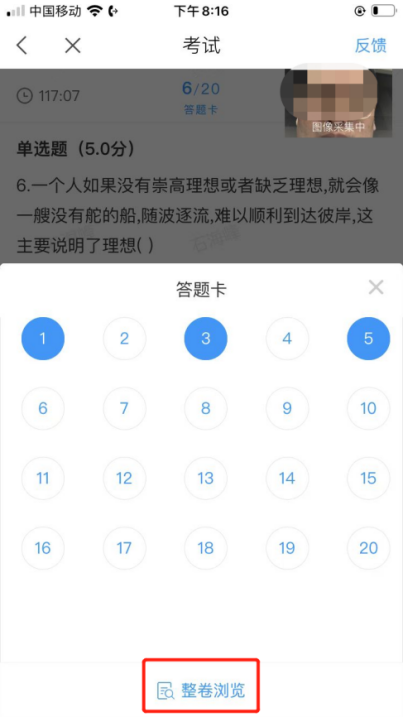 中国移动 下午8:16
考试 反馈
117:07 6/20
答题卡
图像采集中
单选题（5.0分）
6.一个人如果没有崇高理想或者缺乏理想,就会像
一艘没有舵的船,随波逐流,难以顺利到达彼岸,这
主要说明了理想( )
答题卡
1 2 3 4 5
6 7 8 9 10
11 12 13 14 15
16 17 18 19 20
整卷浏览